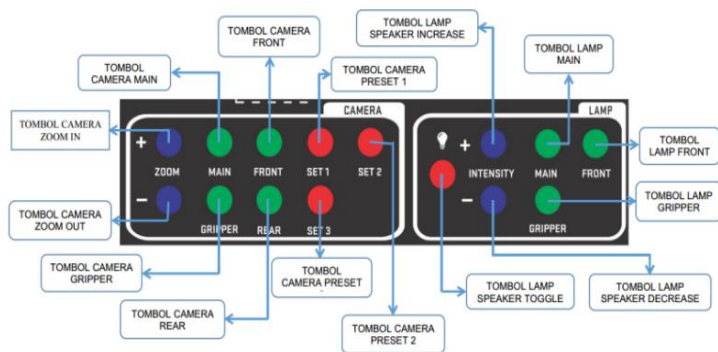 TOMBOL CAMERA
FRONT
TOMBOL LAMP
SPEAKER INCREASE
TOMBOL
CAMERA MAIN
TOMBOL CAMERA
PRESET 1
TOMBOL LAMP
MAIN
TOMBOL CAMERA
ZOOM IN
CAMERA
LAMP
+
ZOOM
MAIN
FRONT
SET 1
SET 2
+
INTENSITY
MAIN
FRONT
TOMBOL
LAMP FRONT
TOMBOL CAMERA
ZOOM OUT
−
GRIPPER
REAR
SET 3
−
GRIPPER
TOMBOL LAMP
GRIPPER
TOMBOL CAMERA
GRIPPER
TOMBOL
CAMERA PRESET
TOMBOL LAMP
SPEAKER TOGGLE
TOMBOL LAMP
SPEAKER DECREASE
TOMBOL CAMERA
REAR
TOMBOL CAMERA
PRESET 2